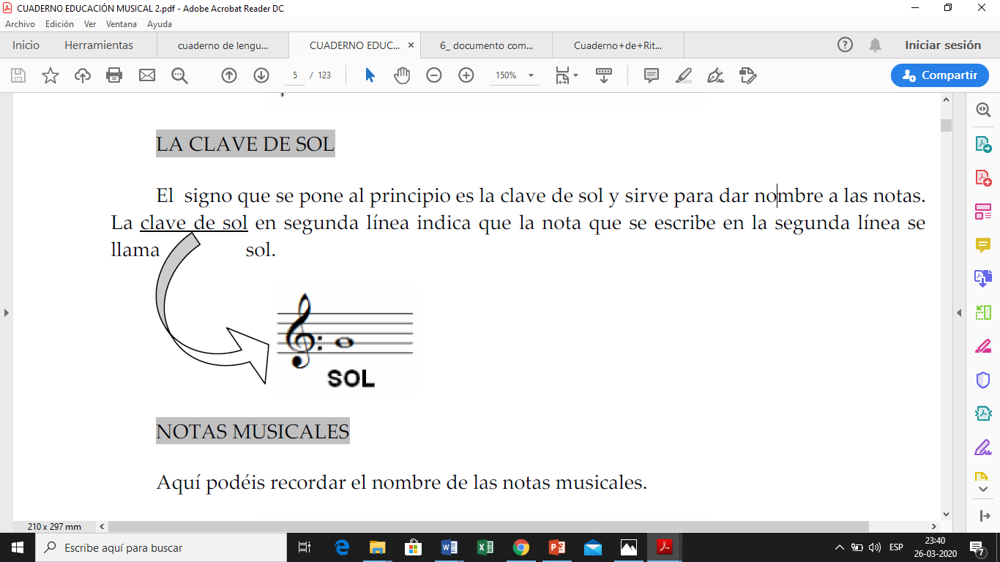 CUADERNO EDUCACIÓN MUSICAL 2.pdf - Adobe Acrobat Reader DC
Archivo Edición Ver Ventana Ayuda
Inicio Herramientas cuaderno de lengu... CUADERNO EDUC... × 6_ documento com... Cuaderno+de+Rit... Iniciar sesión
5 / 123 150% Compartir
LA CLAVE DE SOL
El signo que se pone al principio es la clave de sol y sirve para dar nombre a las notas.
La clave de sol en segunda línea indica que la nota que se escribe en la segunda línea se
llama sol.
SOL
NOTAS MUSICALES
Aquí podéis recordar el nombre de las notas musicales.
210 x 297 mm
Escribe aquí para buscar
ESP
23:40
26-03-2020
7